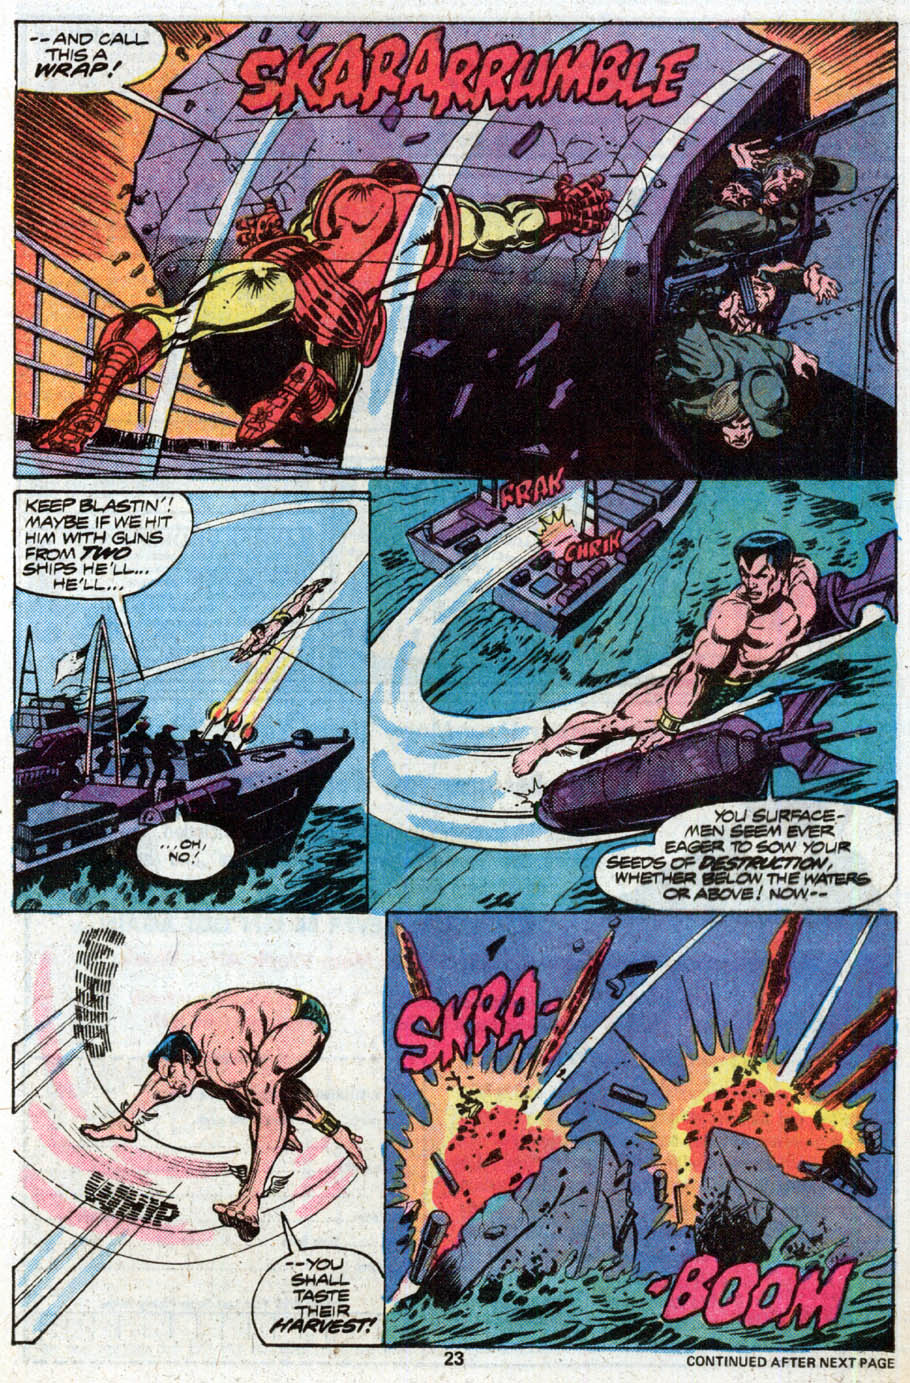 --AND CALL
THIS A
WRAP!
SKARARRUMBLE
KEEP BLASTIN'!
MAYBE IF WE HIT
HIM WITH GUNS
FROM TWO
SHIPS HE'LL...
HE'LL...
...OH,
NO!
KRAK
CHRIK
YOU SURFACE-
MEN SEEM EVER
EAGER TO SOW YOUR
SEEDS OF DESTRUCTION,
WHETHER BELOW THE WATERS
OR ABOVE! NOW--
WHIP
--YOU
SHALL
TASTE
THEIR
HARVEST!
SKRA-
-BOOM
23
CONTINUED AFTER NEXT PAGE